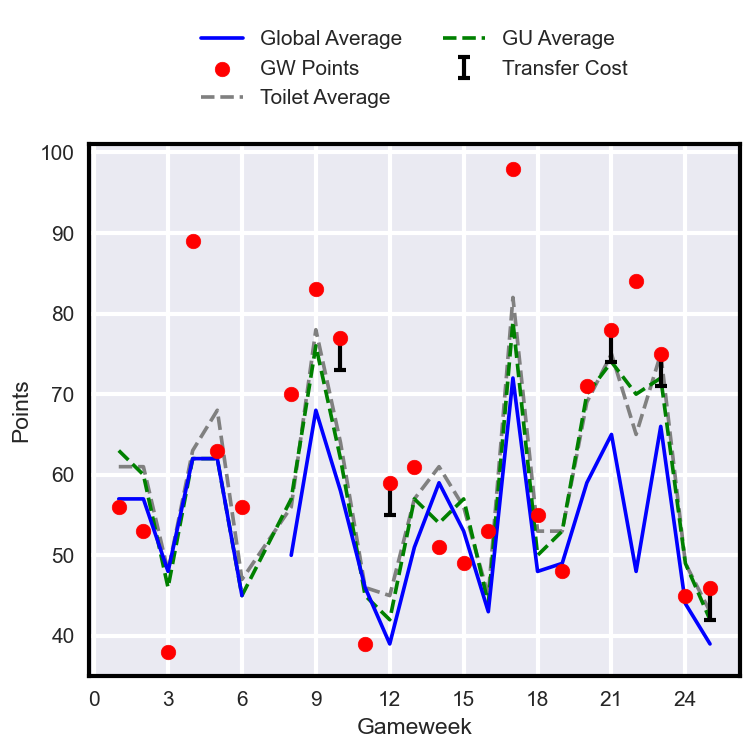 Global Average
GW Points
Toilet Average
GU Average
Transfer Cost
100
90
80
70
60
50
40
Points
0 3 6 9 12 15 18 21 24
Gameweek